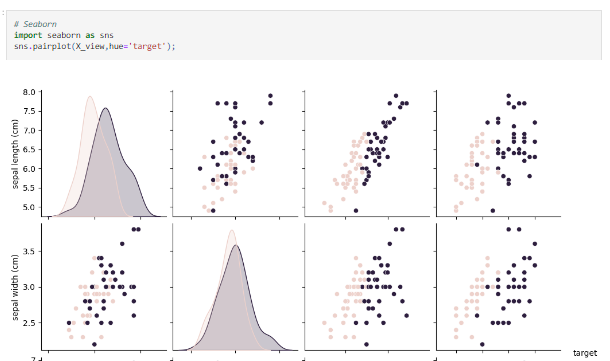 # Seaborn
import seaborn as sns
sns.pairplot(X_view,hue='target');
8.0
7.5
7.0
6.5
6.0
5.5
5.0
sepal length (cm)
3.5
3.0
2.5
sepal width (cm)
target
7